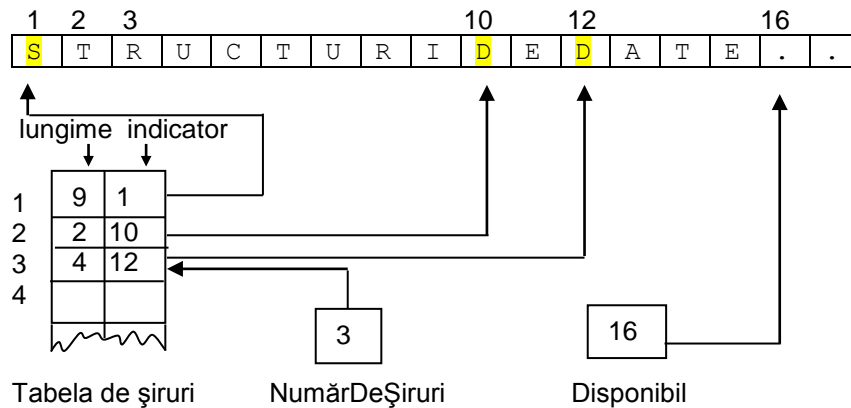 1 2 3 10 12 16
S T R U C T U R I D E D A T E . .
lungime indicator
1 9 1
2 2 10
3 4 12
4
3 16
Tabela de şiruri NumărDeŞiruri Disponibil